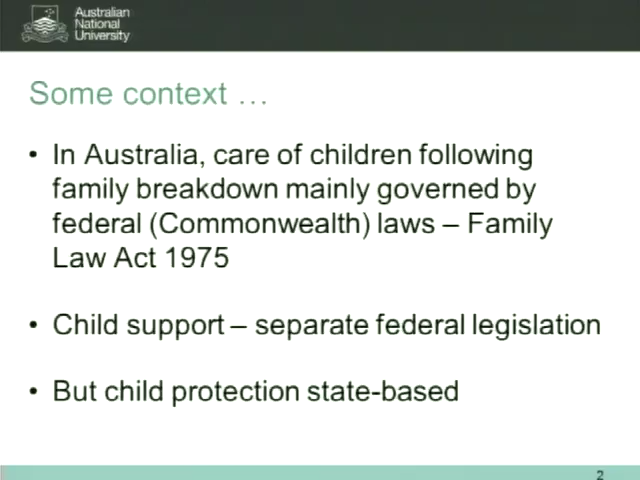 Australian
National
University
Some context …
• In Australia, care of children following
family breakdown mainly governed by
federal (Commonwealth) laws – Family
Law Act 1975
• Child support – separate federal legislation
• But child protection state-based
2